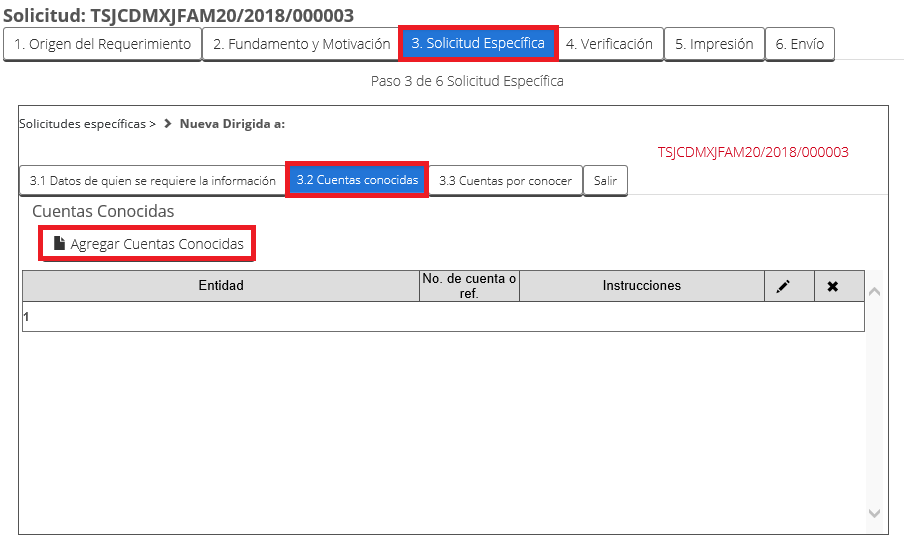 Solicitud: TSJCDMXJFAM20/2018/000003
1. Origen del Requerimiento 2. Fundamento y Motivación 3. Solicitud Específica 4. Verificación 5. Impresión 6. Envío
Paso 3 de 6 Solicitud Específica
Solicitudes específicas > Nueva Dirigida a:
TSJCDMXJFAM20/2018/000003
3.1 Datos de quien se requiere la información 3.2 Cuentas conocidas 3.3 Cuentas por conocer Salir
Cuentas Conocidas
Agregar Cuentas Conocidas
Entidad No. de cuenta o ref. Instrucciones
1